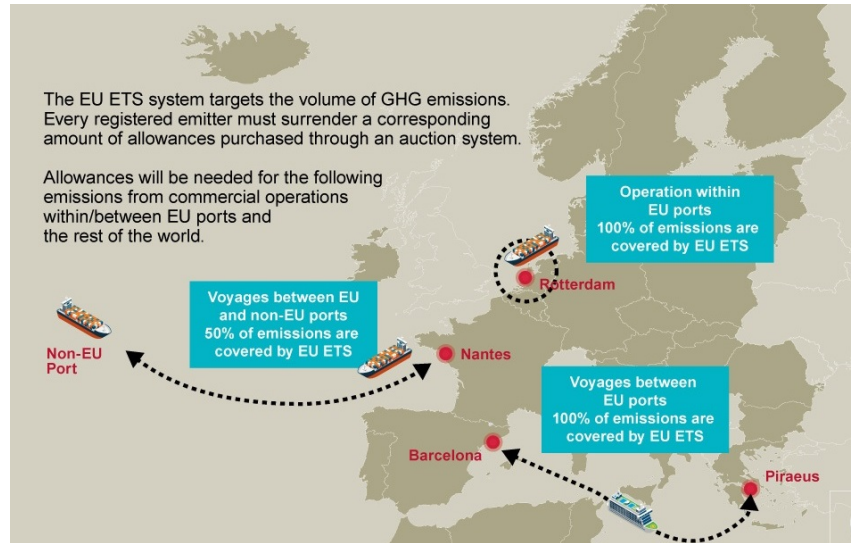 The EU ETS system targets the volume of GHG emissions.
Every registered emitter must surrender a corresponding
amount of allowances purchased through an auction system.
Allowances will be needed for the following
emissions from commercial operations
within/between EU ports and
the rest of the world.
Operation within
EU ports
100% of emissions are
covered by EU ETS
Rotterdam
Voyages between EU
and non-EU ports
50% of emissions are
covered by EU ETS
Non-EU
Port
Nantes
Voyages between
EU ports
100% of emissions are
covered by EU ETS
Barcelona
Piraeus